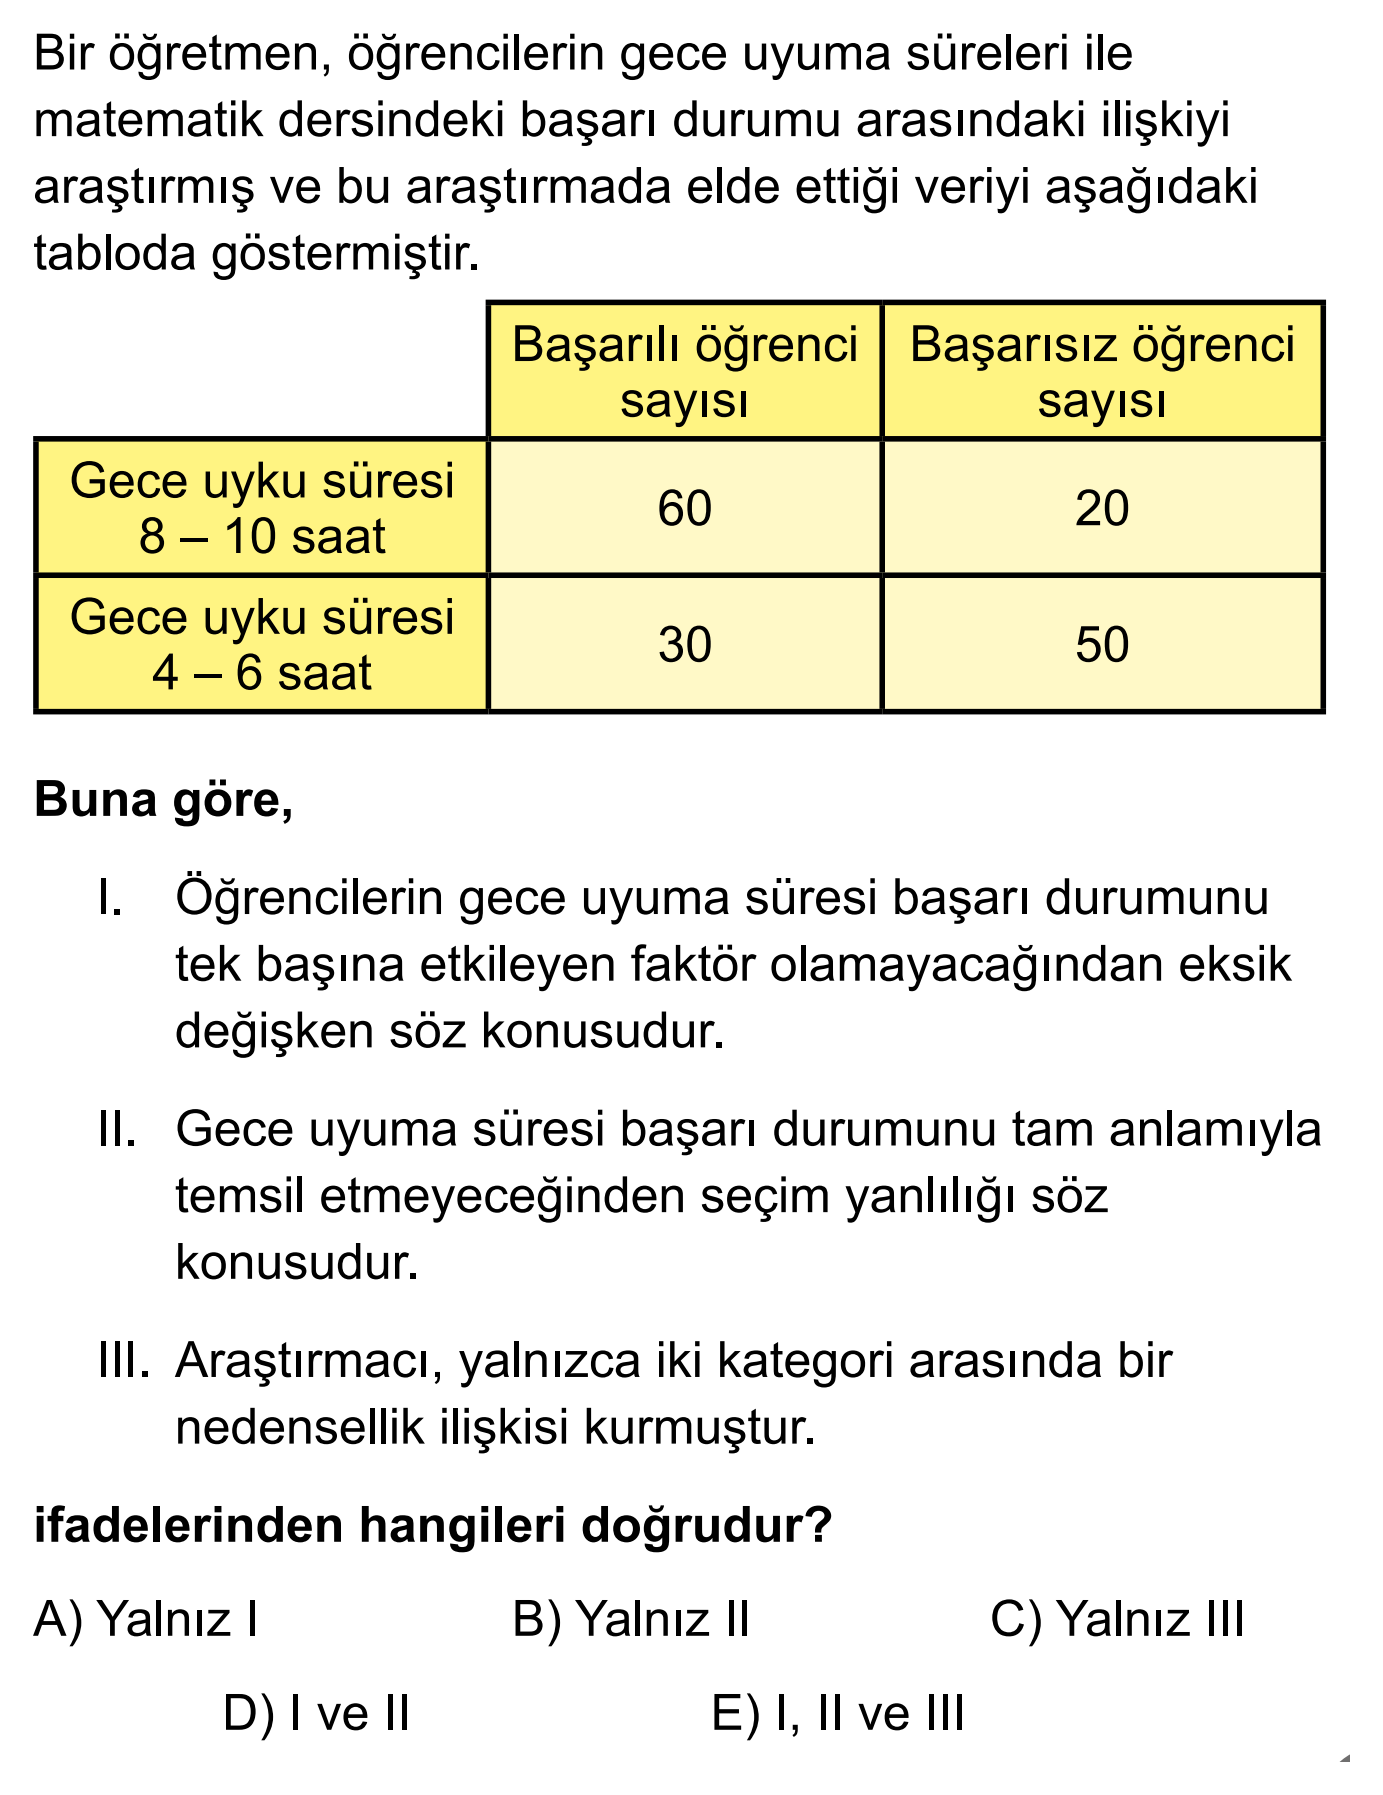 Bir öğretmen, öğrencilerin gece uyuma süreleri ile
matematik dersindeki başarı durumu arasındaki ilişkiyi
araştırmış ve bu araştırmada elde ettiği veriyi aşağıdaki
tabloda göstermiştir.
Başarılı öğrenci
sayısı
Başarısız öğrenci
sayısı
Gece uyku süresi
8 – 10 saat
60
20
Gece uyku süresi
4 – 6 saat
30
50
Buna göre,
I. Öğrencilerin gece uyuma süresi başarı durumunu
tek başına etkileyen faktör olamayacağından eksik
değişken söz konusudur.
II. Gece uyuma süresi başarı durumunu tam anlamıyla
temsil etmeyeceğinden seçim yanlılığı söz
konusudur.
III. Araştırmacı, yalnızca iki kategori arasında bir
nedensellik ilişkisi kurmuştur.
ifadelerinden hangileri doğrudur?
A) Yalnız I B) Yalnız II C) Yalnız III
D) I ve II E) I, II ve III